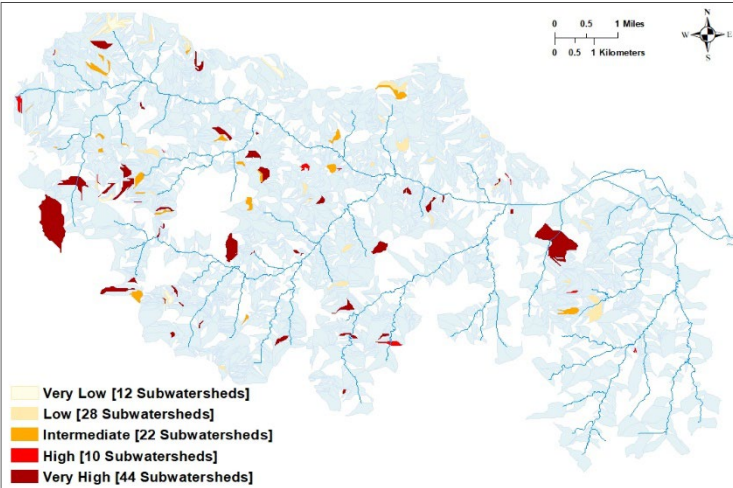 N
W E
S
0 0.5 1 Miles
0 0.5 1 Kilometers
Very Low [12 Subwatersheds]
Low [28 Subwatersheds]
Intermediate [22 Subwatersheds]
High [10 Subwatersheds]
Very High [44 Subwatersheds]